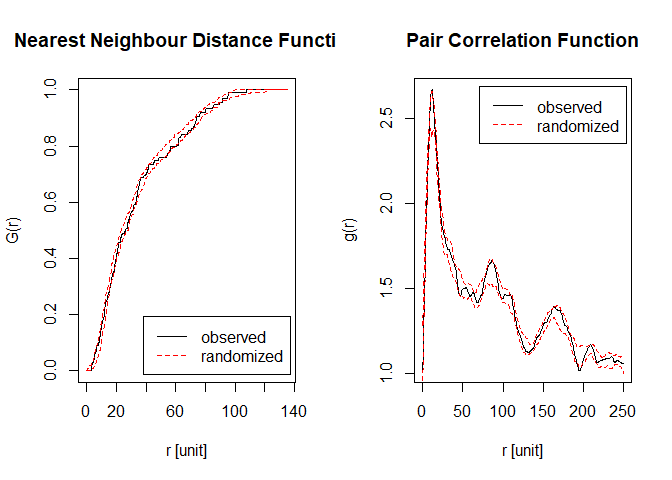 Nearest Neighbour Distance Functi
G(r)
1.0
0.8
0.6
0.4
0.2
0.0
observed
randomized
0 20 60 100 140
r [unit]
Pair Correlation Function
g(r)
2.5
2.0
1.5
1.0
observed
randomized
0 50 100 150 200 250
r [unit]